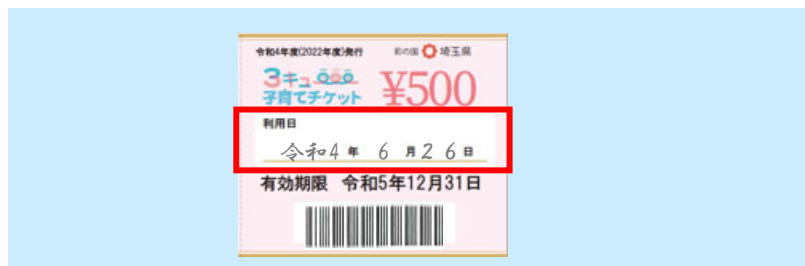 令和4年度(2022年度)発行 彩の国 埼玉県
3キュー
子育てチケット ¥500
利用日
令和4年 6月26日
有効期限 令和5年12月31日